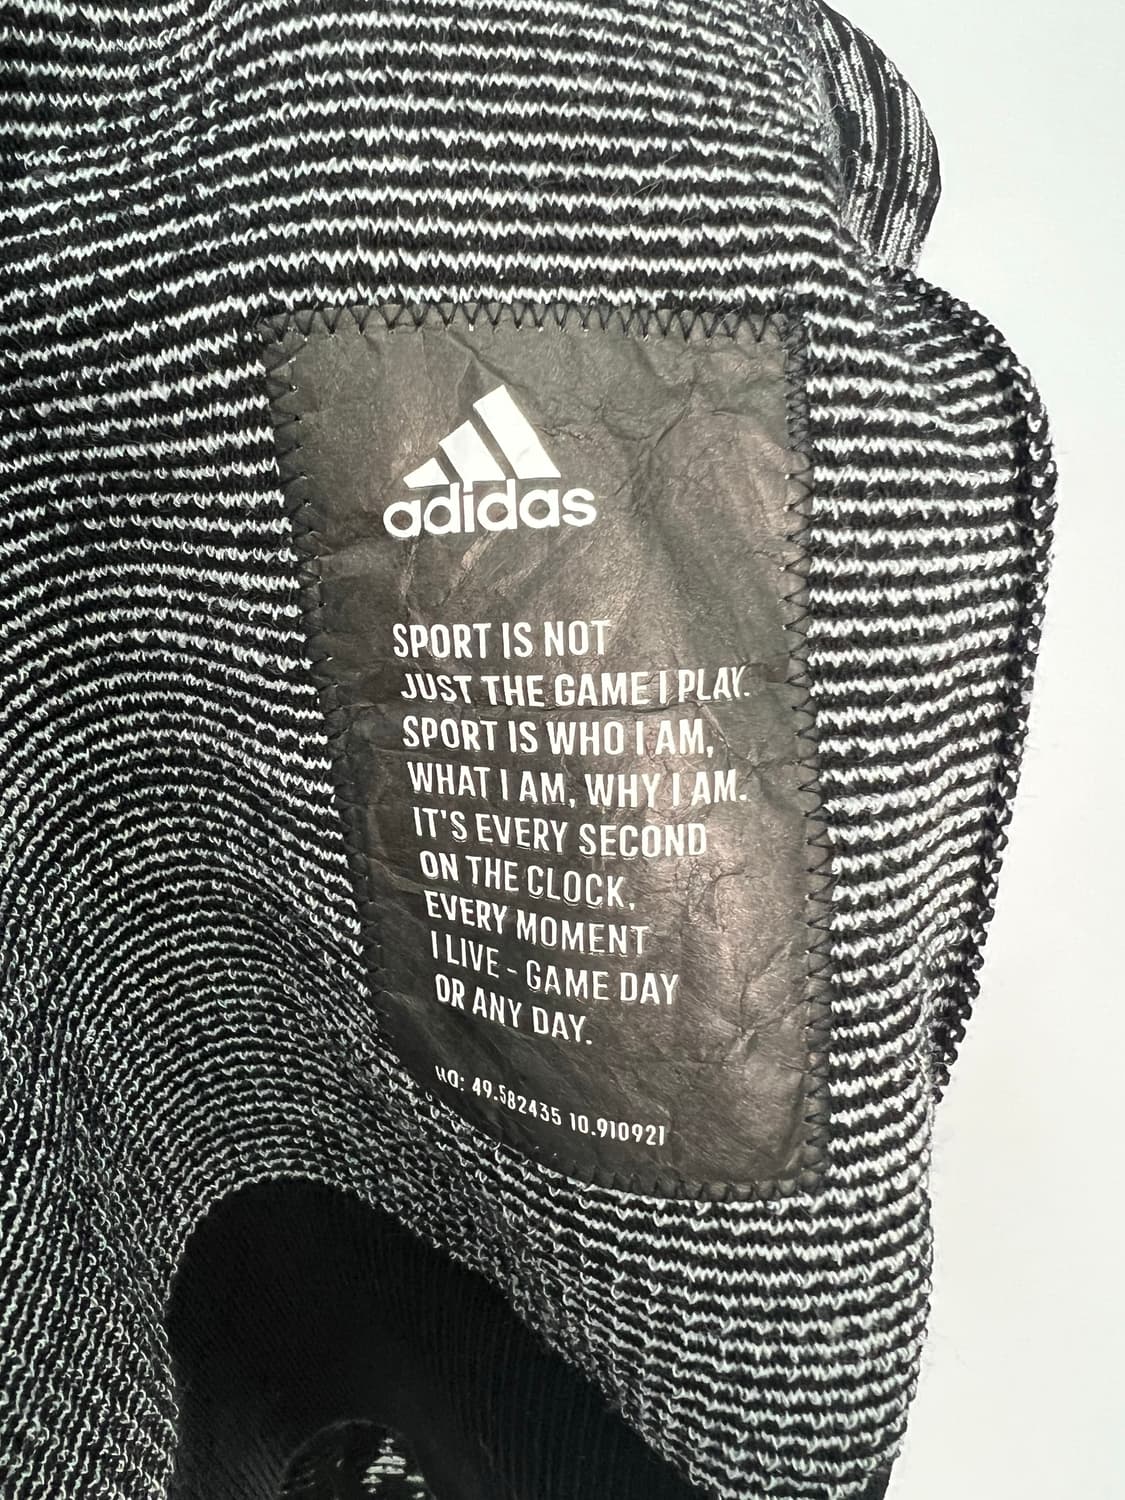 adidas
SPORT IS NOT
JUST THE GAME I PLAY.
SPORT IS WHO I AM,
WHAT I AM, WHY I AM.
IT'S EVERY SECOND
ON THE CLOCK,
EVERY MOMENT
I LIVE - GAME DAY
OR ANY DAY.
HQ: 49.582435 10.910921